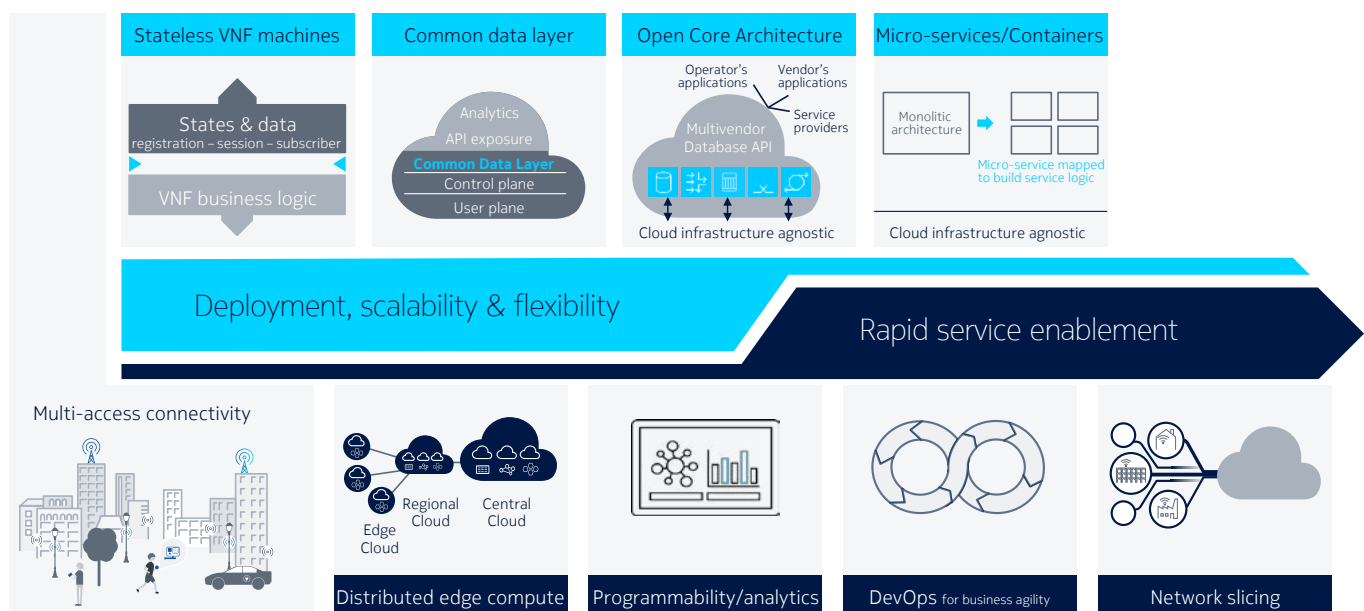 Stateless VNF machines
States & data
registration – session – subscriber
VNF business logic
Common data layer
Analytics
API exposure
Common Data Layer
Control plane
User plane
Open Core Architecture
Operator's
applications
Vendor's
applications
Service
providers
Multivendor
Database API
Cloud infrastructure agnostic
Micro-services/Containers
Monolitic
architecture
Micro-service mapped
to build service logic
Cloud infrastructure agnostic
Deployment, scalability & flexibility
Rapid service enablement
Multi-access connectivity
Edge
Cloud
Regional
Cloud
Central
Cloud
Distributed edge compute
Programmability/analytics
DevOps for business agility
Network slicing